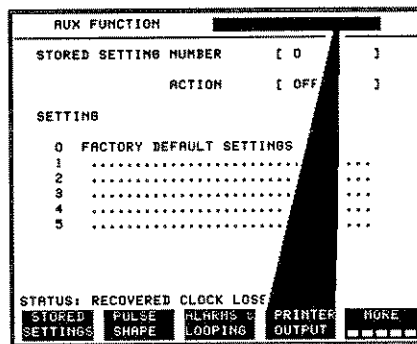 AUX FUNCTION
STORED SETTING NUMBER [ 0 ]
ACTION [ OFF ]
SETTING
0 FACTORY DEFAULT SETTINGS
1 ..............................
2 ..............................
3 ..............................
4 ..............................
5 ..............................
STATUS: RECOVERED CLOCK LOSS
STORED SETTINGS PULSE SHAPE ALARMS & LOOPING PRINTER OUTPUT MORE